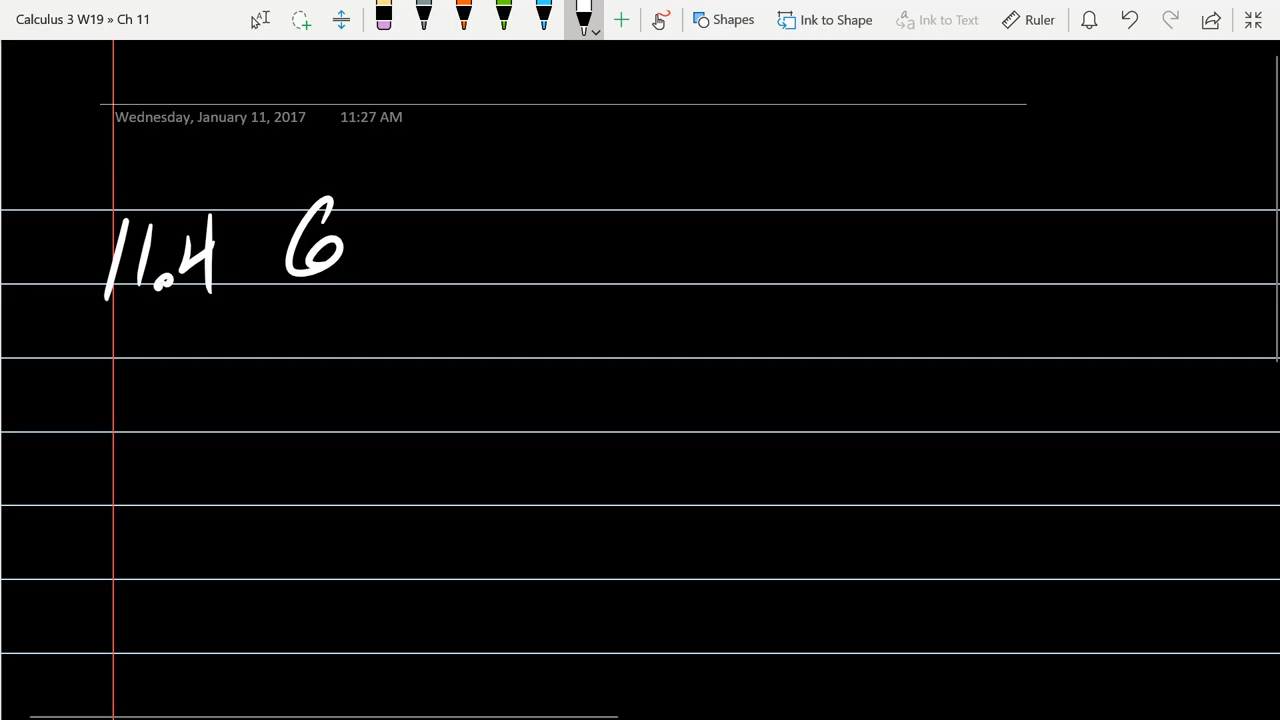 Calculus 3 W19 » Ch 11
Shapes
Ink to Shape
Ink to Text
Ruler
Wednesday, January 11, 2017 11:27 AM
11.4 6